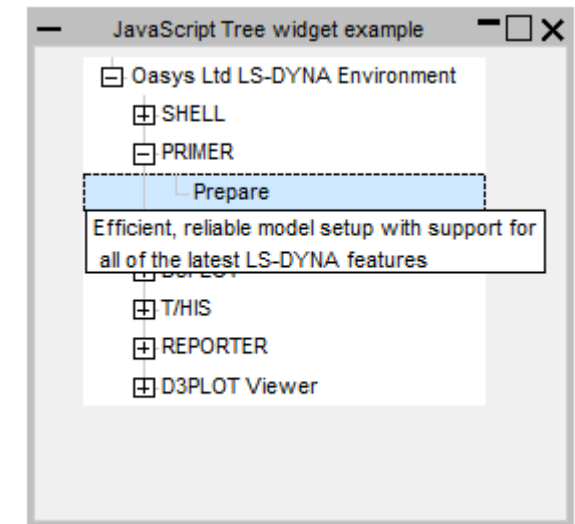 JavaScript Tree widget example
Oasys Ltd LS-DYNA Environment
SHELL
PRIMER
Prepare
Efficient, reliable model setup with support for
all of the latest LS-DYNA features
D3PLOT
T/HIS
REPORTER
D3PLOT Viewer